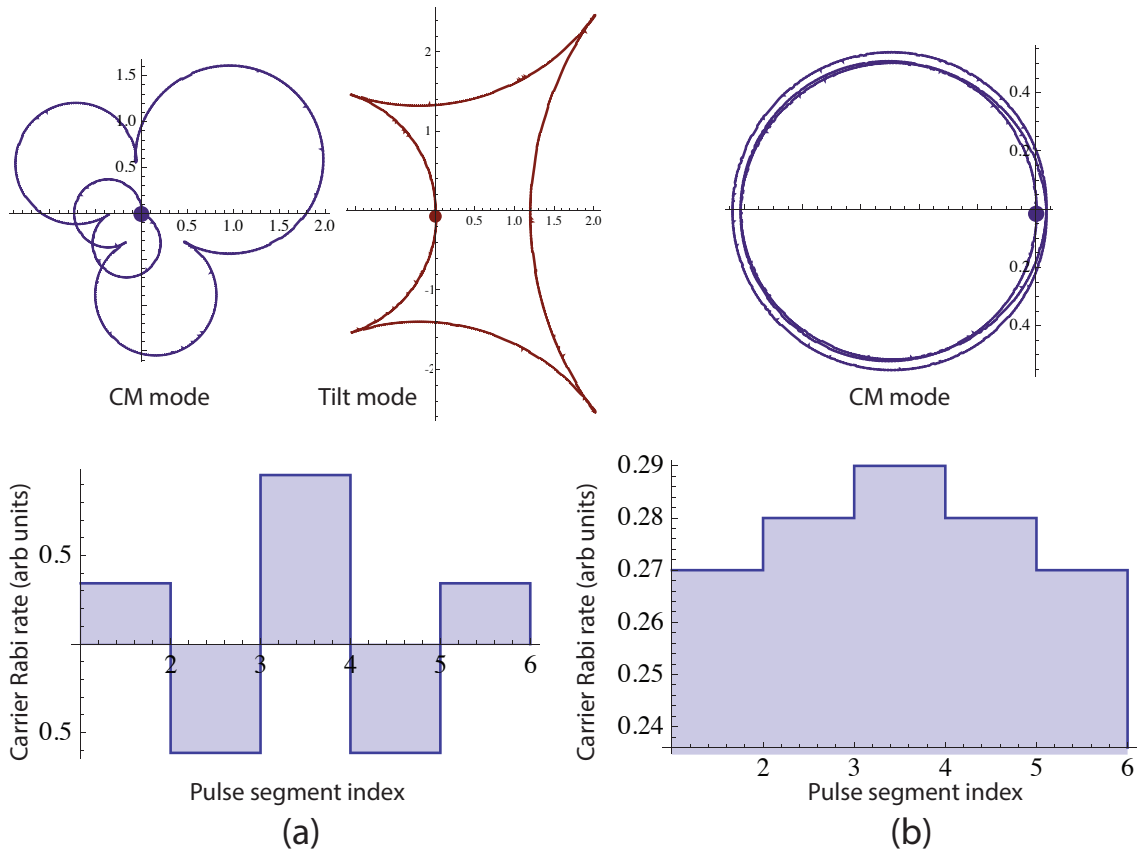 1.5
1.0
0.5
0.5 1.0 1.5 2.0
CM mode
2
1
0.5 1.0 1.5 2.0
-1
-2
Tilt mode
0.4
0.2
0.2
0.4
CM mode
Carrier Rabi rate (arb units)
0.5
0.5
2 3 4 5 6
Pulse segment index
(a)
Carrier Rabi rate (arb units)
0.29
0.28
0.27
0.26
0.25
0.24
2 3 4 5 6
Pulse segment index
(b)